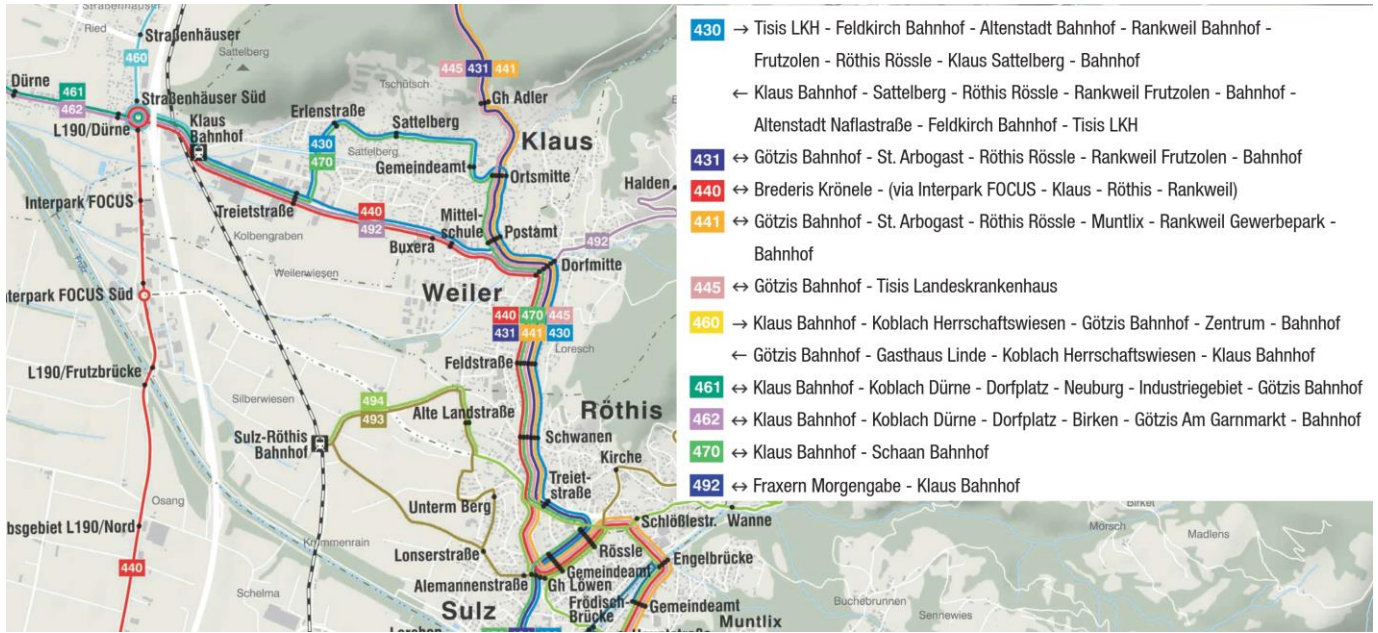 Straßenhäuser
Ried
Straßenhäuser
Sattelberg
460
Dürne
461
462
Straßenhäuser Süd
L190/Dürne
Klaus
Bahnhof
Erlenstraße
Tschütsch
445 431 441
Gh Adler
Sattelberg
Klaus
430
470
Sattelberg
Gemeindeamt
Ortsmitte
Halden
Interpark FOCUS
Treietstraße
Kolbengraben
440
492
Mittel-
schule
Postamt
Buxera
492
Weilerwiesen
Dorfmitte
Frutz
nterpark FOCUS Süd
Weiler
440 470 445
431 441 430
Loresch
Feldstraße
L190/Frutzbrücke
Silberwiesen
494
493
Alte Landstraße
Röthis
Sulz-Röthis
Bahnhof
Schwanen
Kirche
Treiet-
straße
Osang
Unterm Berg
Schlößlestr.
Wanne
bsgebiet L190/Nord
Krummenrain
Lonserstraße
Rössle
Engelbrücke
440
Schelma
Alemannenstraße
Gemeindeamt
Gh Löwen
Sulz
Frödisch-
Brücke
Gemeindeamt
Muntlix
Birket
Mörsch
Madlens
Buchebrunnen
Sennewies
430 → Tisis LKH - Feldkirch Bahnhof - Altenstadt Bahnhof - Rankweil Bahnhof -
Frutzolen - Röthis Rössle - Klaus Sattelberg - Bahnhof
← Klaus Bahnhof - Sattelberg - Röthis Rössle - Rankweil Frutzolen - Bahnhof -
Altenstadt Naflastraße - Feldkirch Bahnhof - Tisis LKH
431 ↔ Götzis Bahnhof - St. Arbogast - Röthis Rössle - Rankweil Frutzolen - Bahnhof
440 ↔ Brederis Krönele - (via Interpark FOCUS - Klaus - Röthis - Rankweil)
441 ↔ Götzis Bahnhof - St. Arbogast - Röthis Rössle - Muntlix - Rankweil Gewerbepark -
Bahnhof
445 ↔ Götzis Bahnhof - Tisis Landeskrankenhaus
460 → Klaus Bahnhof - Koblach Herrschaftswiesen - Götzis Bahnhof - Zentrum - Bahnhof
← Götzis Bahnhof - Gasthaus Linde - Koblach Herrschaftswiesen - Klaus Bahnhof
461 ↔ Klaus Bahnhof - Koblach Dürne - Dorfplatz - Neuburg - Industriegebiet - Götzis Bahnhof
462 ↔ Klaus Bahnhof - Koblach Dürne - Dorfplatz - Birken - Götzis Am Garnmarkt - Bahnhof
470 ↔ Klaus Bahnhof - Schaan Bahnhof
492 ↔ Fraxern Morgengabe - Klaus Bahnhof